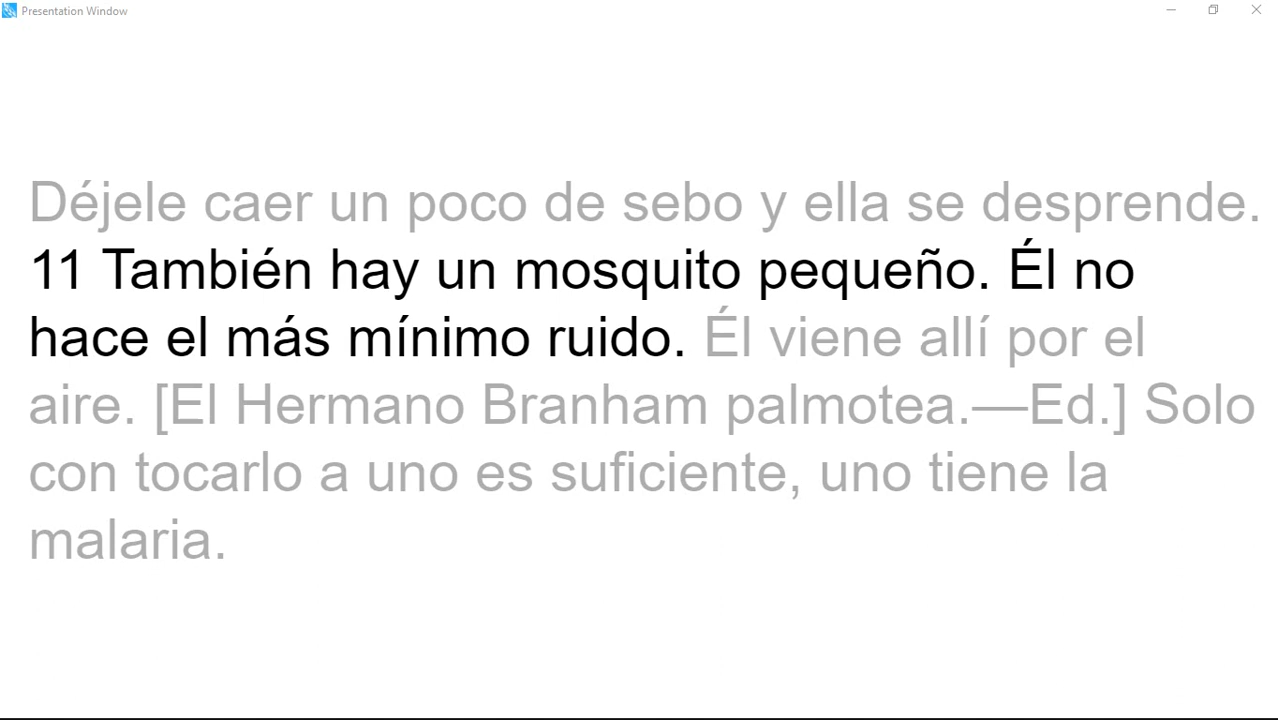 Presentation Window
Déjele caer un poco de sebo y ella se desprende.
11 También hay un mosquito pequeño. Él no
hace el más mínimo ruido. Él viene allí por el
aire. [El Hermano Branham palmotea.—Ed.] Solo
con tocarlo a uno es suficiente, uno tiene la
malaria.